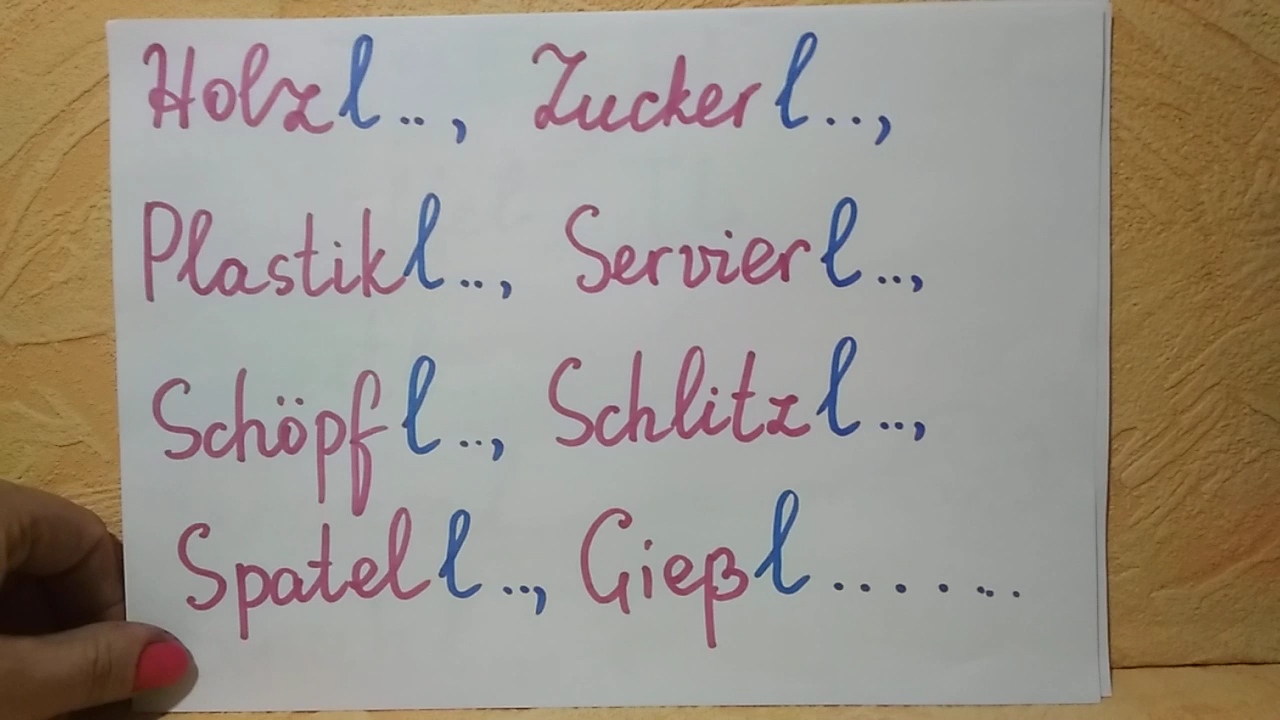 Holzl.., Zuckerl..,
Plastikl.., Servierl..,
Schöpfl.., Schlitzl..,
Spatell.., Gießl.......